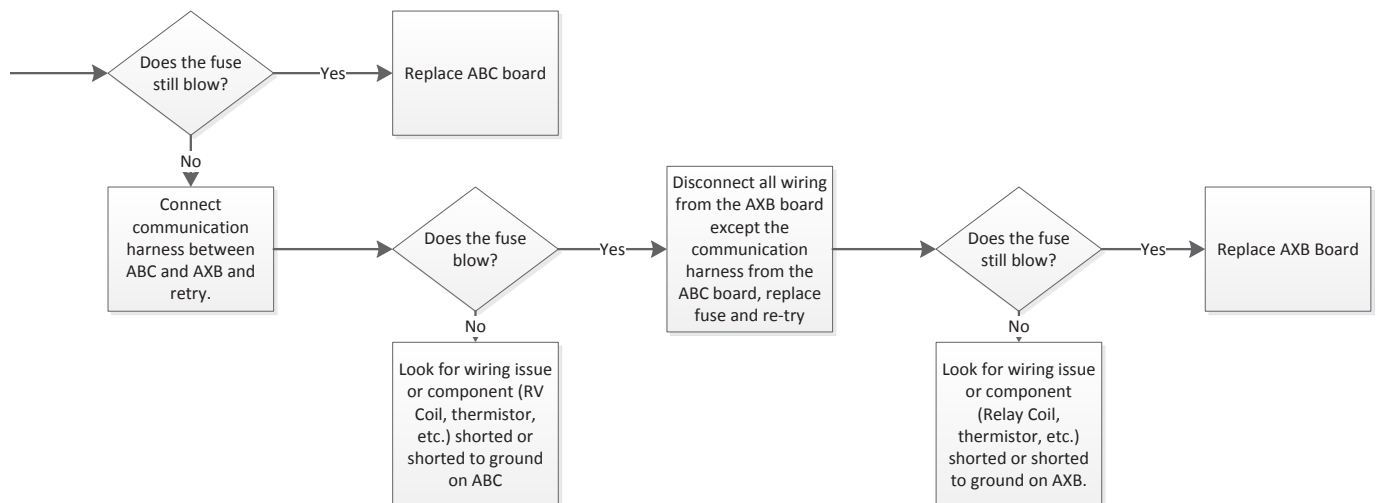 Does the fuse
still blow?
Yes
Replace ABC board
No
Connect
communication
harness between
ABC and AXB and
retry.
Does the fuse
blow?
Yes
Disconnect all wiring
from the AXB board
except the
communication
harness from the
ABC board, replace
fuse and re-try
Does the fuse
still blow?
Yes
Replace AXB Board
No
Look for wiring issue
or component (RV
Coil, thermistor,
etc.) shorted or
shorted to ground
on ABC
No
Look for wiring issue
or component
(Relay Coil,
thermistor, etc.)
shorted or shorted
to ground on AXB.